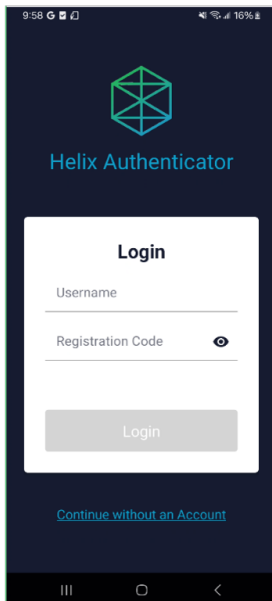 9:58 G
16%
Helix Authenticator
Login
Username
Registration Code
Login
Continue without an Account